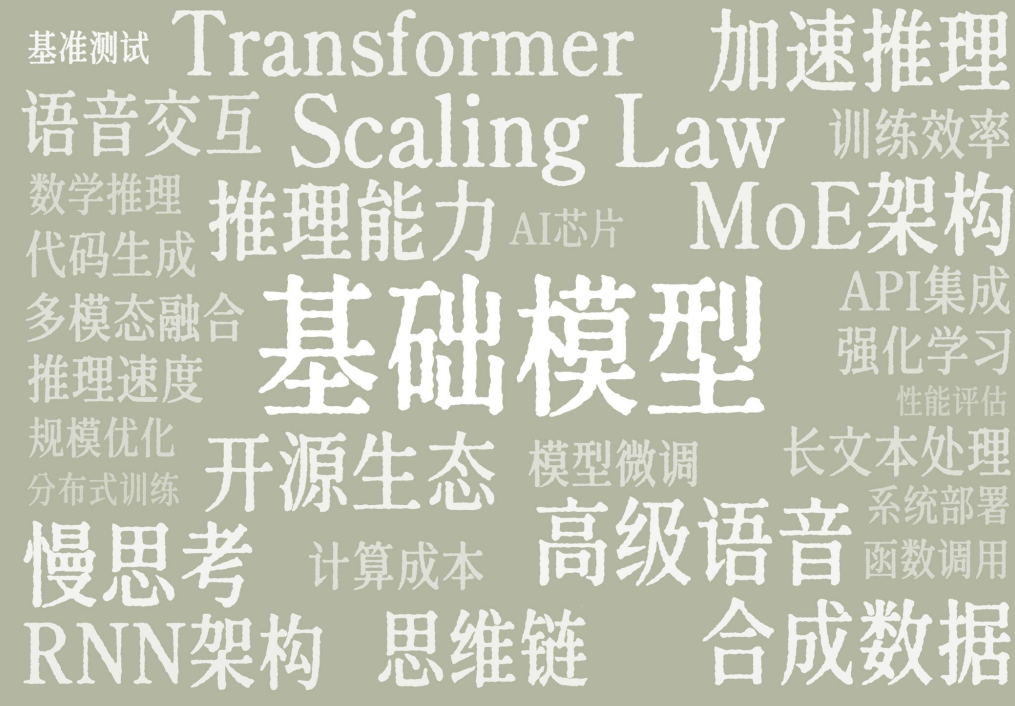 基准测试
Transformer
加速推理
语音交互
Scaling Law
训练效率
数学推理
推理能力
AI芯片
MoE架构
代码生成
API集成
多模态融合
基础模型
强化学习
推理速度
性能评估
规模优化
开源生态
模型微调
长文本处理
分布式训练
系统部署
慢思考
计算成本
高级语音
函数调用
RNN架构
思维链
合成数据